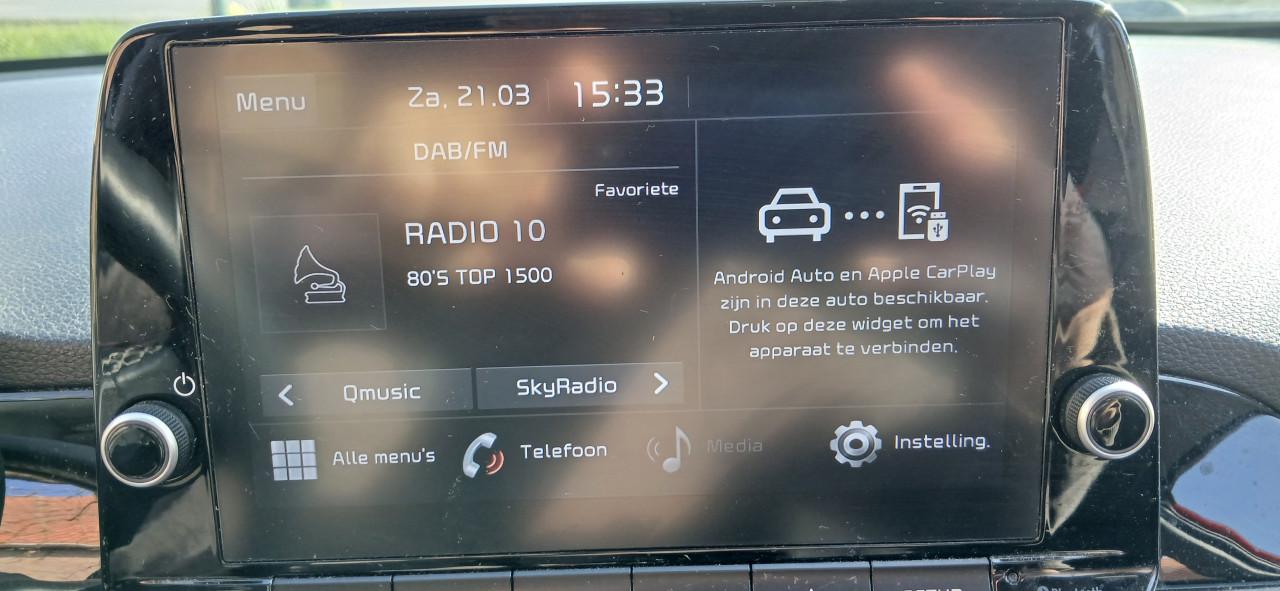 Menu
Za, 21.03
15:33
DAB/FM
Favoriete
RADIO 10
80'S TOP 1500
Qmusic
SkyRadio
Android Auto en Apple CarPlay
zijn in deze auto beschikbaar.
Druk op deze widget om het
apparaat te verbinden.
Alle menu's
Telefoon
Media
Instelling.